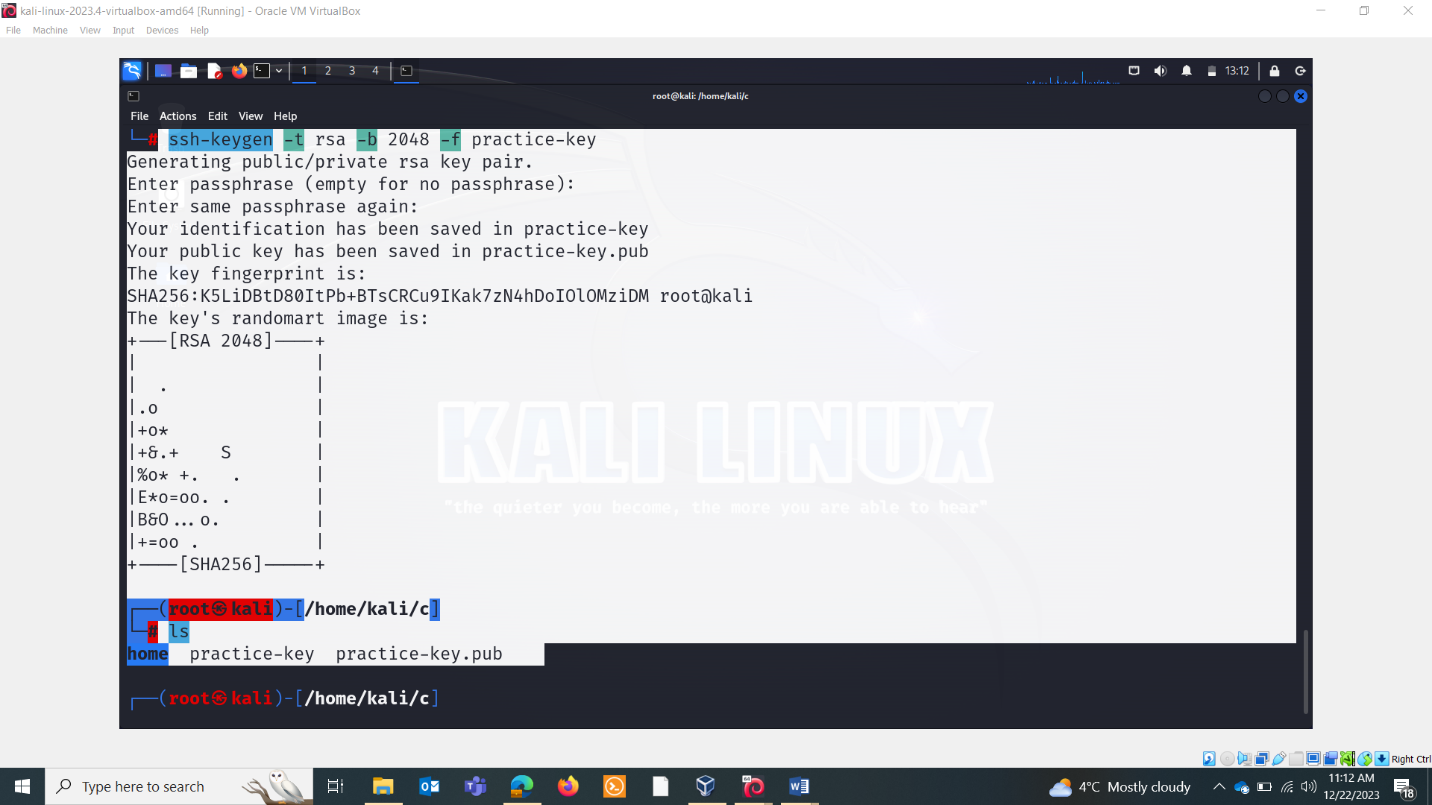 kali-linux-2023.4-virtualbox-amd64 [Running] - Oracle VM VirtualBox
File Machine View Input Devices Help
1 2 3 4 13:12
root@kali: /home/kali/c
File Actions Edit View Help
└─# ssh-keygen -t rsa -b 2048 -f practice-key
Generating public/private rsa key pair.
Enter passphrase (empty for no passphrase):
Enter same passphrase again:
Your identification has been saved in practice-key
Your public key has been saved in practice-key.pub
The key fingerprint is:
SHA256:K5LiDBtD80ItPb+BTsCRCu9IKak7zN4hDoIOlOMziDM root@kali
The key's randomart image is:
+---[RSA 2048]----+
|                 |
|  .              |
|.o               |
|+o*              |
|+&.+    S        |
|%o* +.   .       |
|E*o=oo. .        |
|B&O...o.         |
|+=oo .           |
+----[SHA256]-----+
KALI LINUX
"the quieter you become, the more you are able to hear"
┌──(root㉿kali)-[/home/kali/c]
└─# ls
home  practice-key  practice-key.pub
┌──(root㉿kali)-[/home/kali/c]
Right Ctrl
Type here to search
4°C Mostly cloudy
11:12 AM
12/22/2023
18